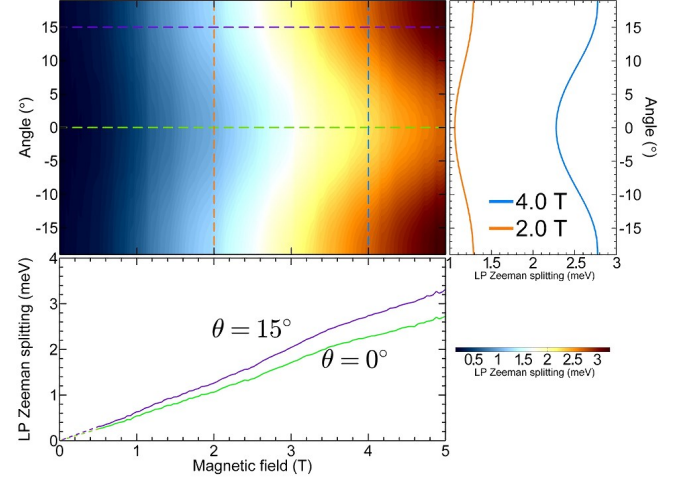 15
10
5
0
-5
-10
-15
Angle (°)
15
10
5
0
-5
-10
-15
Angle (°)
4.0 T
2.0 T
1 1.5 2 2.5 3
LP Zeeman splitting (meV)
4
3
2
1
0
LP Zeeman splitting (meV)
θ = 15°
θ = 0°
0 1 2 3 4 5
Magnetic field (T)
0.5 1 1.5 2 2.5 3
LP Zeeman splitting (meV)